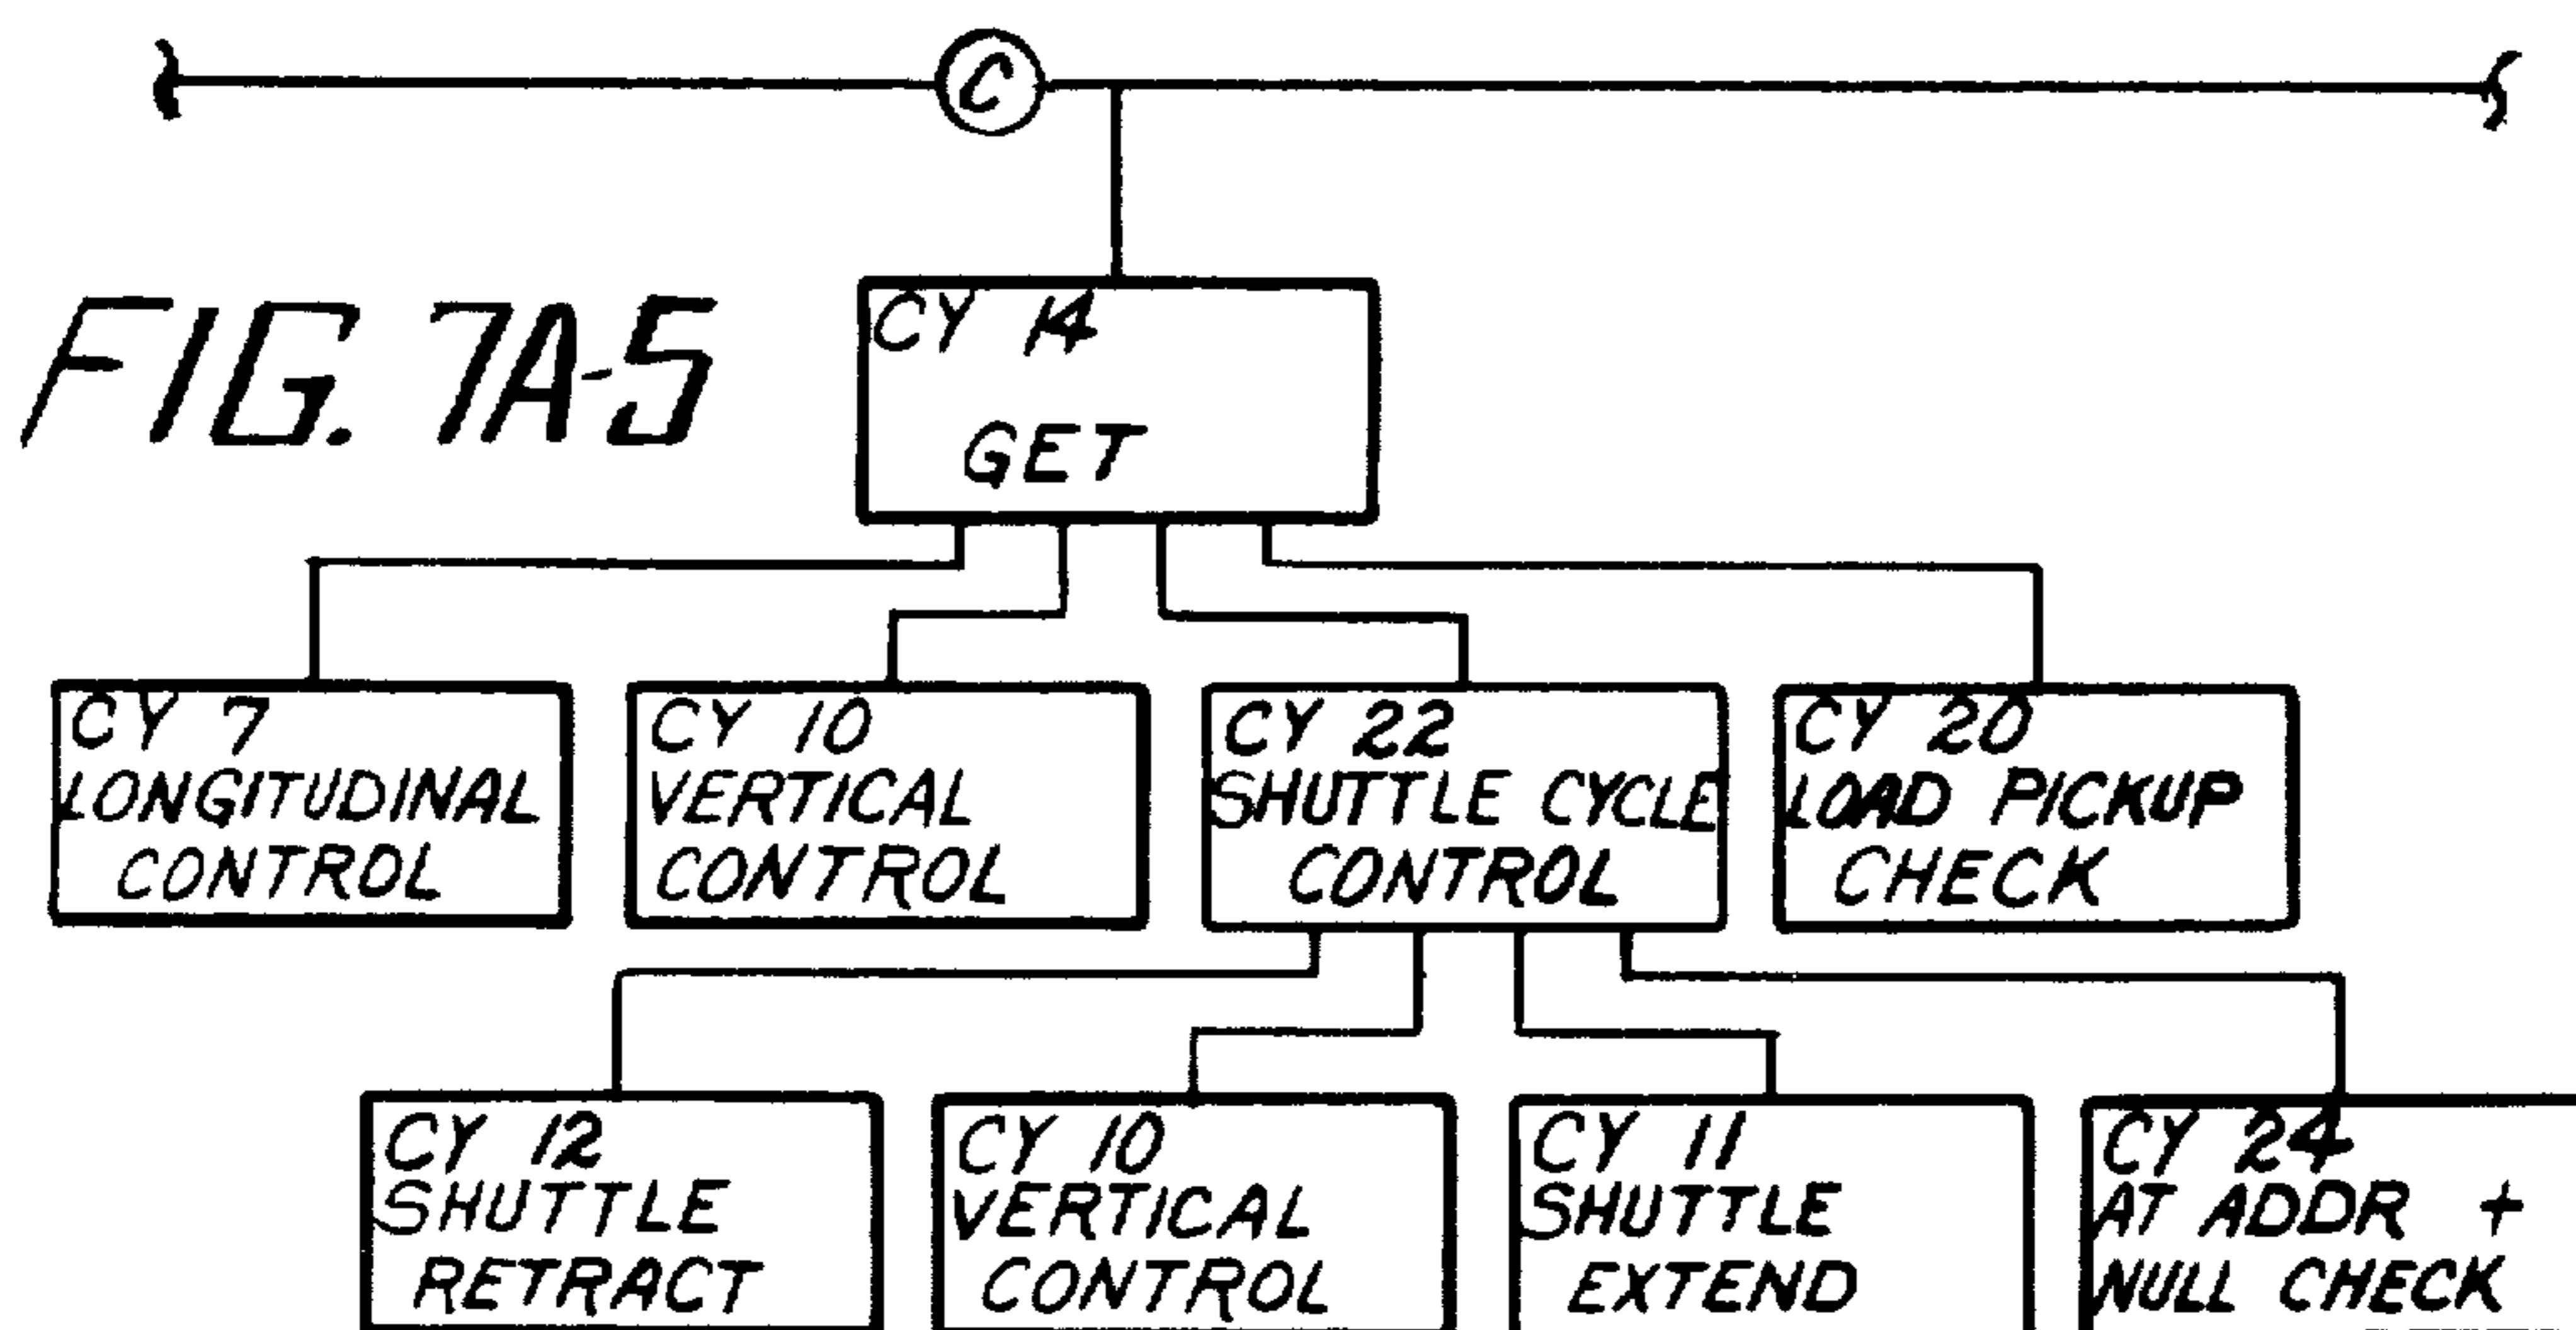 C
FIG. 7A-5
CY 14
GET
CY 7
LONGITUDINAL
CONTROL
CY 10
VERTICAL
CONTROL
CY 22
SHUTTLE CYCLE
CONTROL
CY 20
LOAD PICKUP
CHECK
CY 12
SHUTTLE
RETRACT
CY 10
VERTICAL
CONTROL
CY 11
SHUTTLE
EXTEND
CY 24
AT ADDR +
NULL CHECK